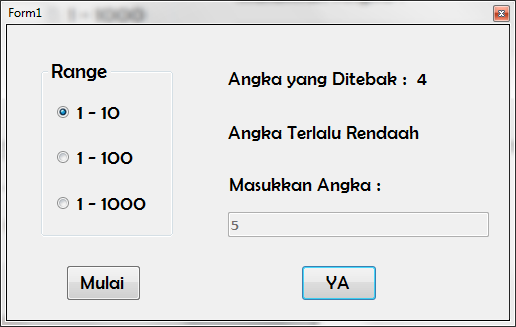 Form1
Range
1 - 10
1 - 100
1 - 1000
Mulai
Angka yang Ditebak : 4
Angka Terlalu Rendaah
Masukkan Angka :
5
YA